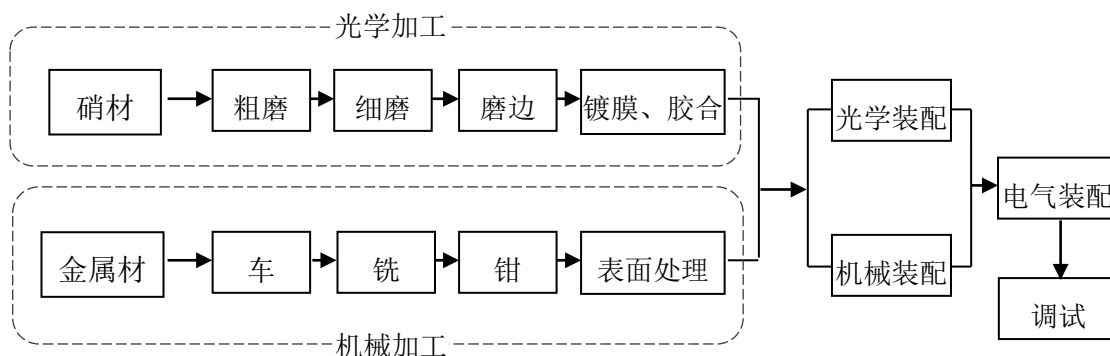 光学加工
硝材
粗磨
细磨
磨边
镀膜、胶合
光学装配
电气装配
金属材
车
铣
钳
表面处理
机械装配
调试
机械加工